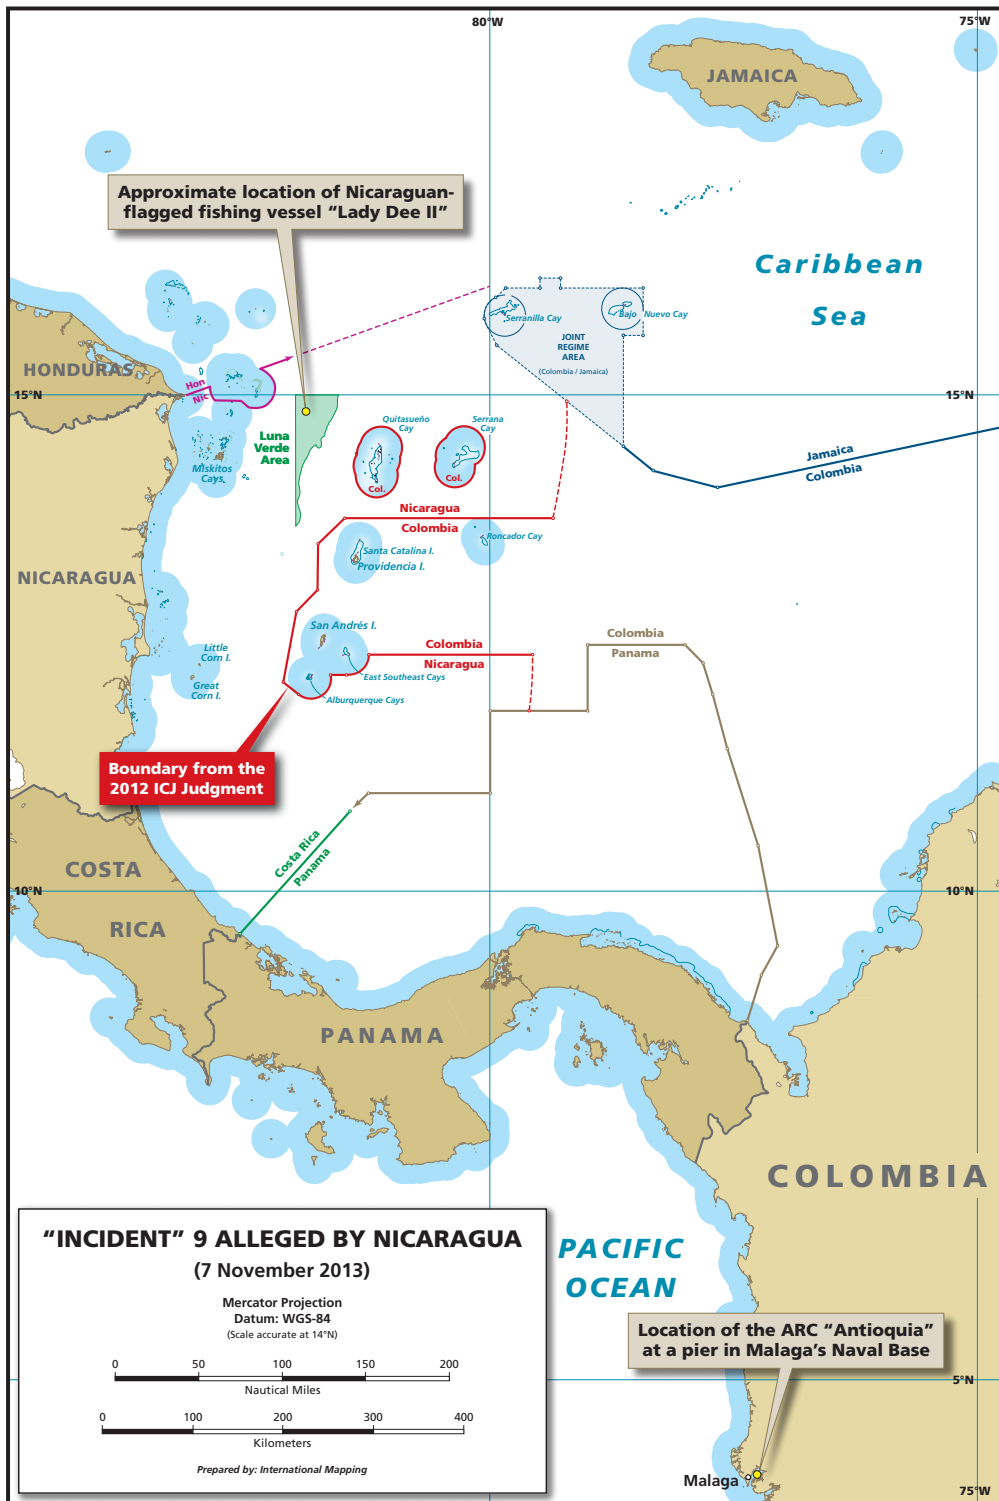 80°W
75°W
JAMAICA
Approximate location of Nicaraguan-
flagged fishing vessel “Lady Dee II”
Caribbean
Sea
Serranilla Cay
Bajo Nuevo Cay
JOINT
REGIME
AREA
(Colombia / Jamaica)
HONDURAS
Hon
Nic
15°N
15°N
Luna
Verde
Area
Quitasueño
Cay
Serrana
Cay
Col.
Col.
Miskitos
Cays
Jamaica
Colombia
Nicaragua
Colombia
Roncador Cay
Santa Catalina I.
Providencia I.
NICARAGUA
San Andrés I.
Colombia
Nicaragua
Colombia
Panama
Little
Corn I.
Great
Corn I.
East Southeast Cays
Alburquerque Cays
Boundary from the
2012 ICJ Judgment
Costa Rica
Panama
COSTA
RICA
10°N
10°N
PANAMA
COLOMBIA
“INCIDENT” 9 ALLEGED BY NICARAGUA
(7 November 2013)
Mercator Projection
Datum: WGS-84
(Scale accurate at 14°N)
0 50 100 150 200
Nautical Miles
0 100 200 300 400
Kilometers
Prepared by: International Mapping
PACIFIC
OCEAN
Location of the ARC “Antioquia”
at a pier in Malaga’s Naval Base
5°N
Malaga
75°W